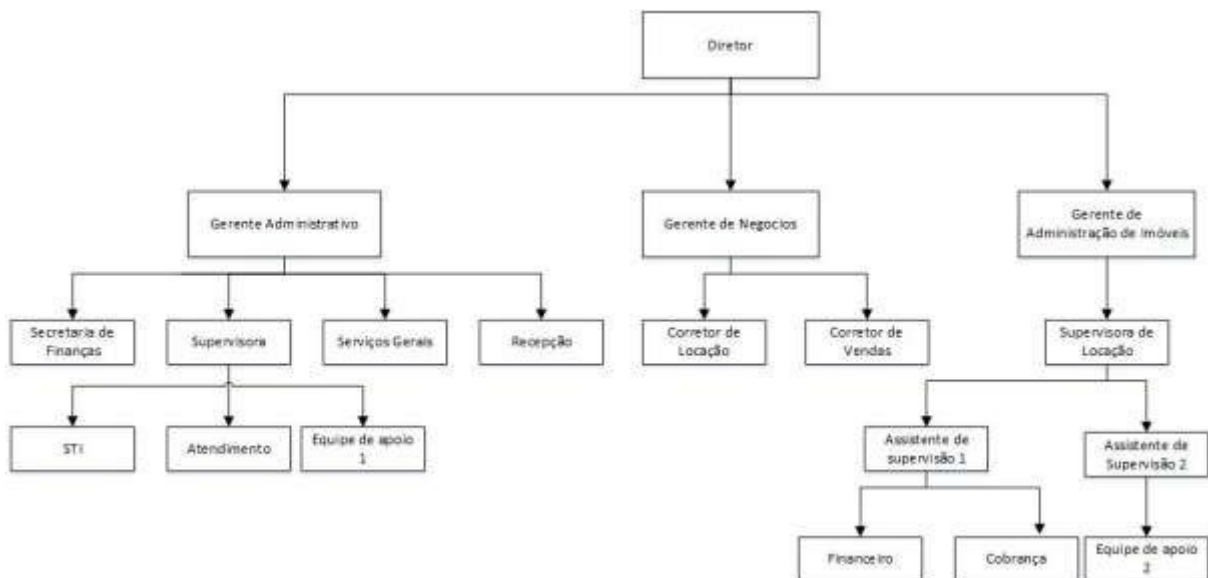 Diretor
Gerente Administrativo
Gerente de Negocios
Gerente de
Administração de Imóveis
Secretaria de
Finanças
Supervisora
Serviços Gerais
Recepção
Corretor de
Locação
Corretor de
Vendas
Supervisora de
Locação
STI
Atendimento
Equipe de apoio
1
Assistente de
supervisão 1
Assistente de
Supervisão 2
Financeiro
Cobrança
Equipe de apoio
2